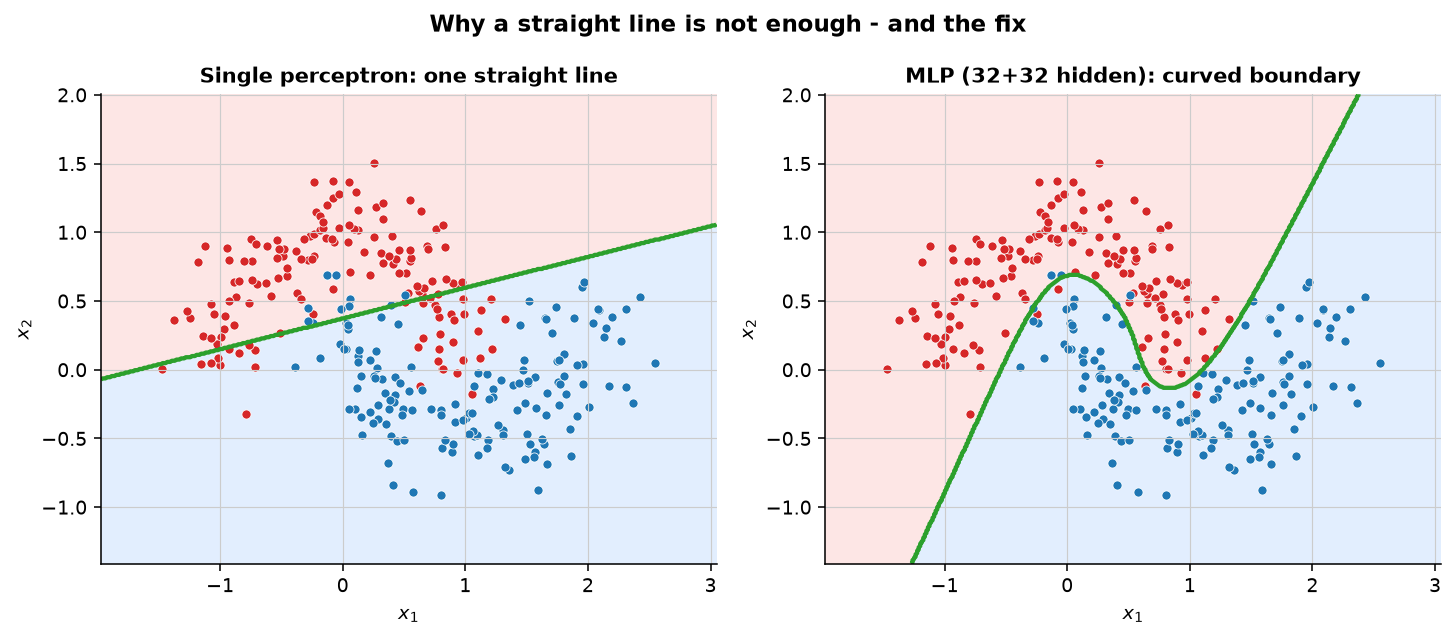 Why a straight line is not enough - and the fix
Single perceptron: one straight line
2.0
1.5
1.0
0.5
0.0
−0.5
−1.0
x₂
−1 0 1 2 3
x₁
MLP (32+32 hidden): curved boundary
2.0
1.5
1.0
0.5
0.0
−0.5
−1.0
x₂
−1 0 1 2 3
x₁